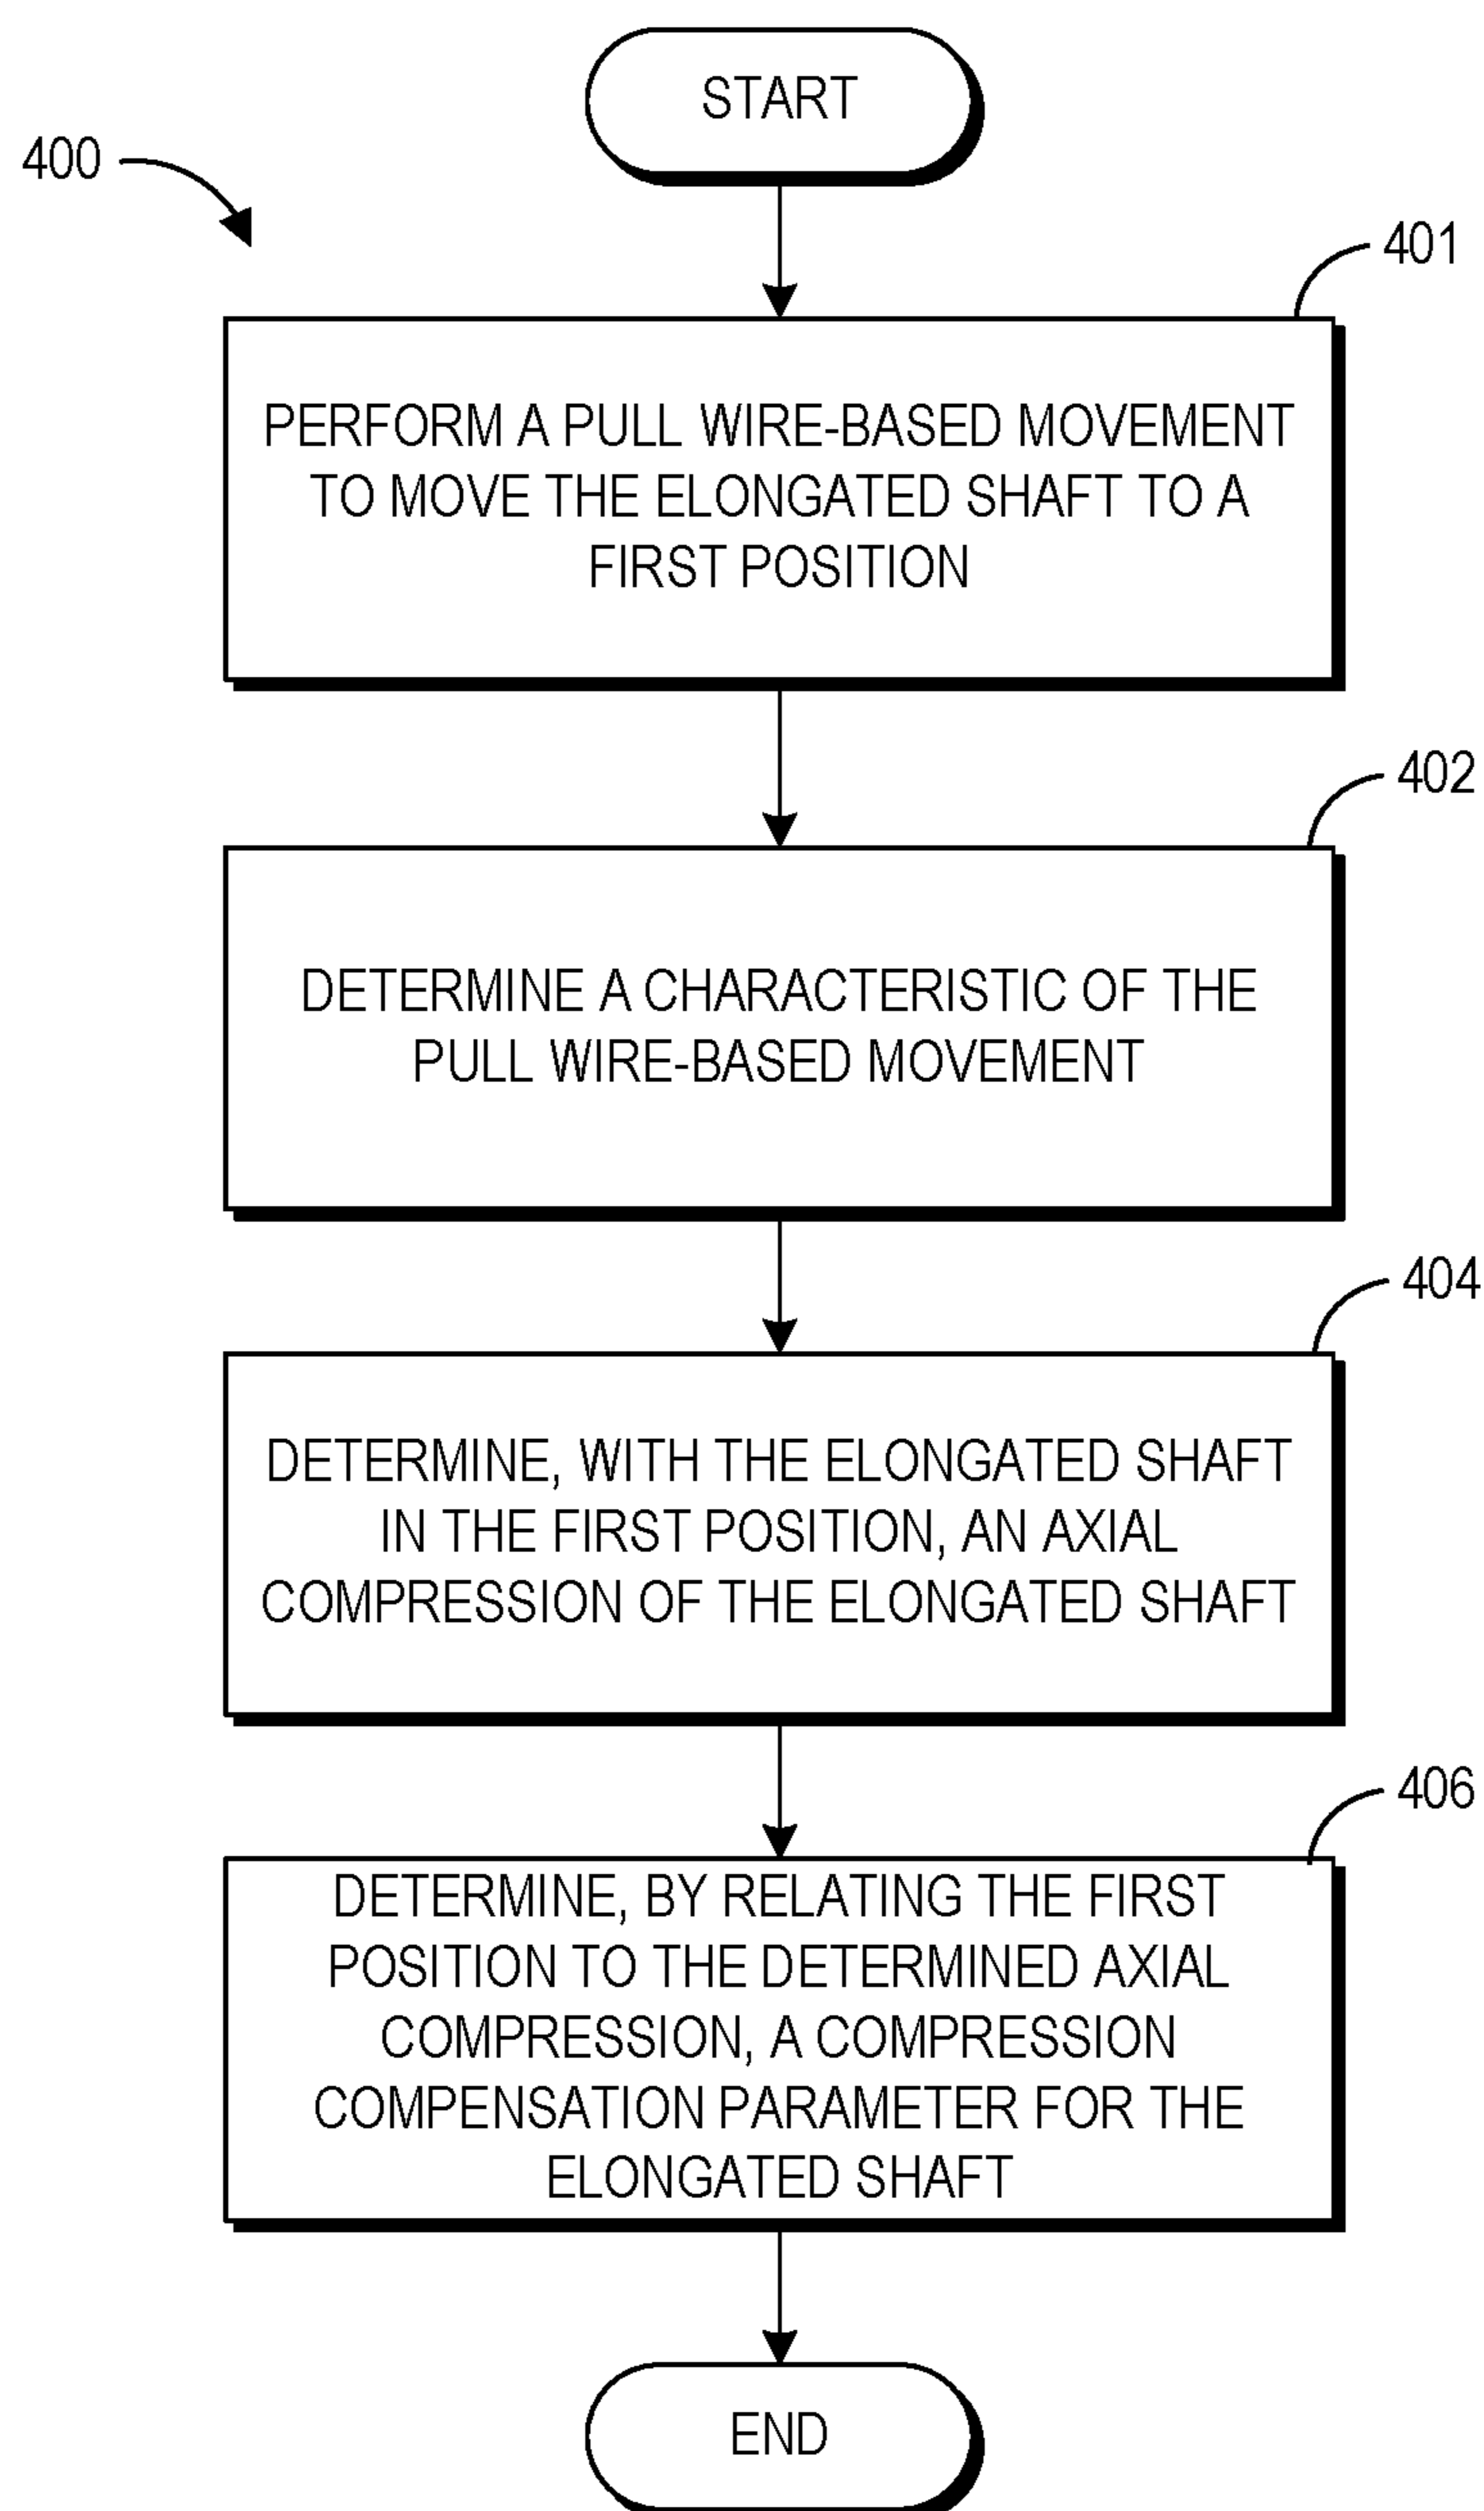 START
400
401
PERFORM A PULL WIRE-BASED MOVEMENT
TO MOVE THE ELONGATED SHAFT TO A
FIRST POSITION
402
DETERMINE A CHARACTERISTIC OF THE
PULL WIRE-BASED MOVEMENT
404
DETERMINE, WITH THE ELONGATED SHAFT
IN THE FIRST POSITION, AN AXIAL
COMPRESSION OF THE ELONGATED SHAFT
406
DETERMINE, BY RELATING THE FIRST
POSITION TO THE DETERMINED AXIAL
COMPRESSION, A COMPRESSION
COMPENSATION PARAMETER FOR THE
ELONGATED SHAFT
END